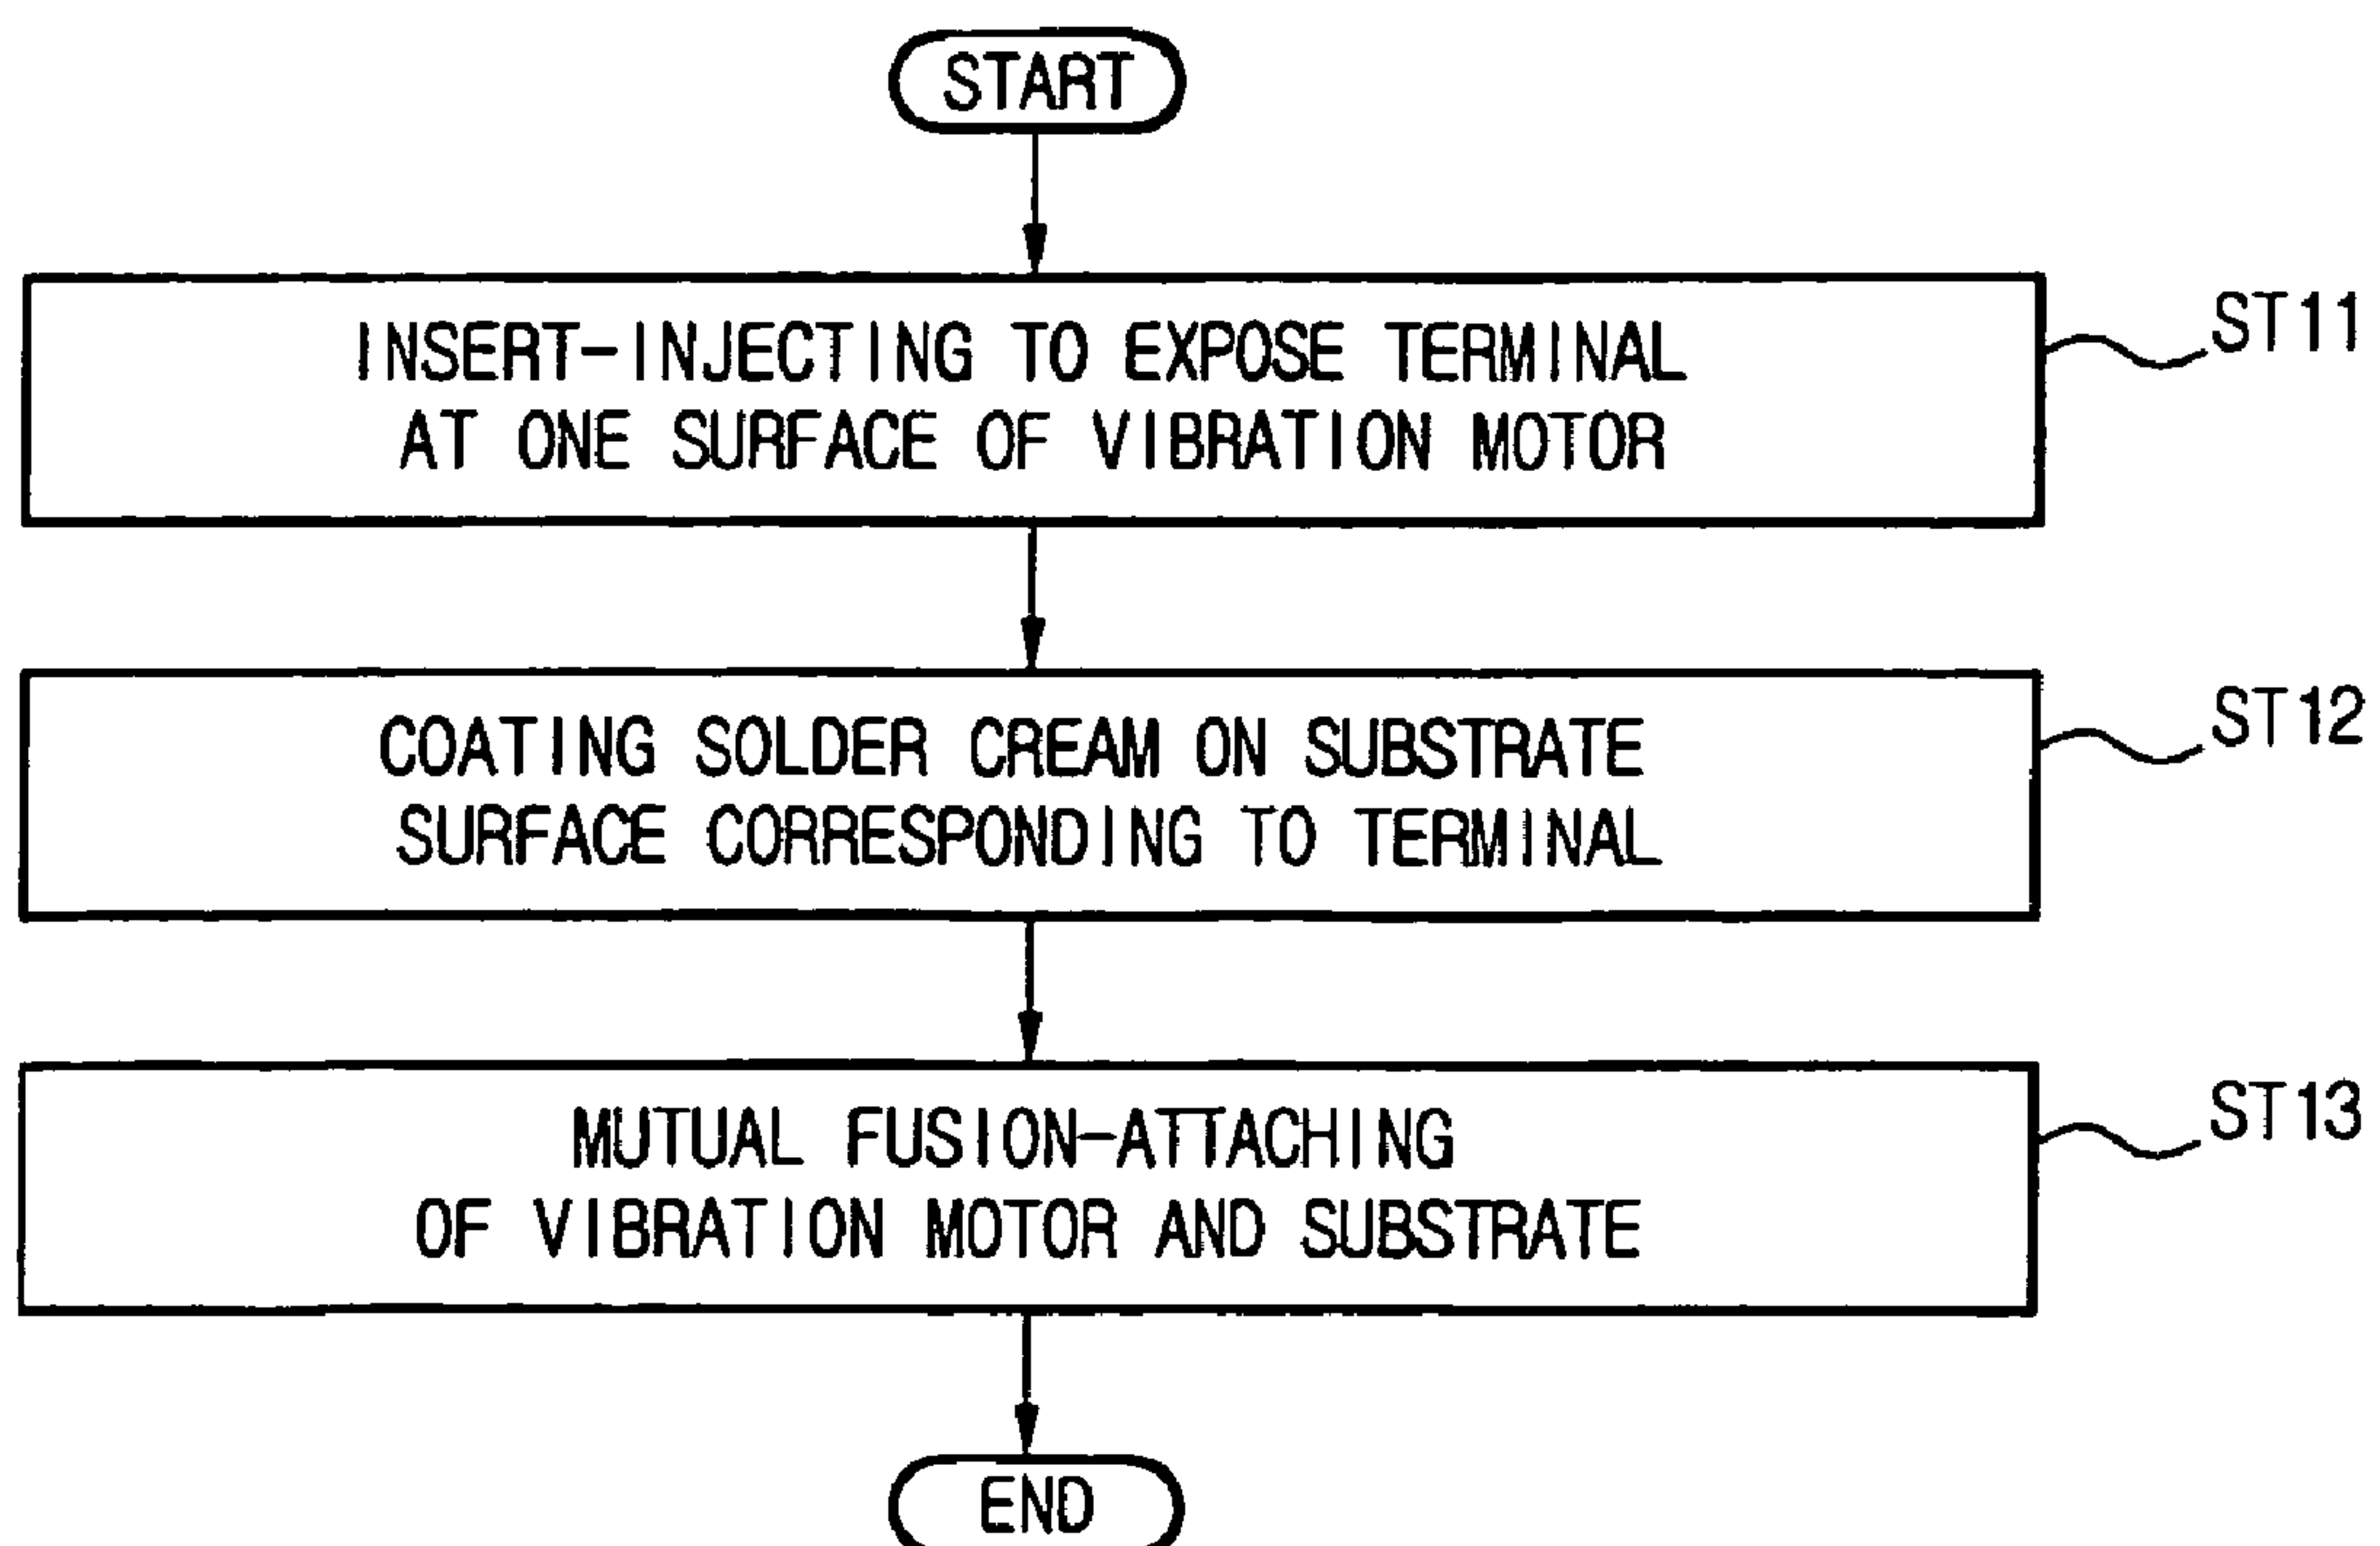 START
INSERT-INJECTING TO EXPOSE TERMINAL
AT ONE SURFACE OF VIBRATION MOTOR
ST11
COATING SOLDER CREAM ON SUBSTRATE
SURFACE CORRESPONDING TO TERMINAL
ST12
MUTUAL FUSION-ATTACHING
OF VIBRATION MOTOR AND SUBSTRATE
ST13
END